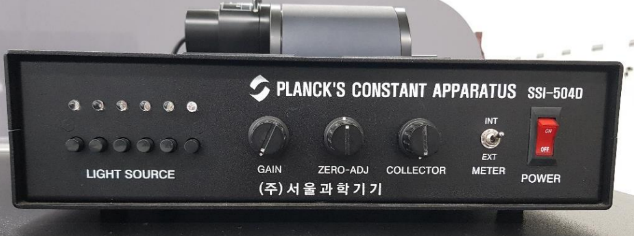 PLANCK'S CONSTANT APPARATUS SSI-504D
INT
ON
OFF
EXT
GAIN
ZERO-ADJ
COLLECTOR
METER
POWER
LIGHT SOURCE
(주)서울과학기기